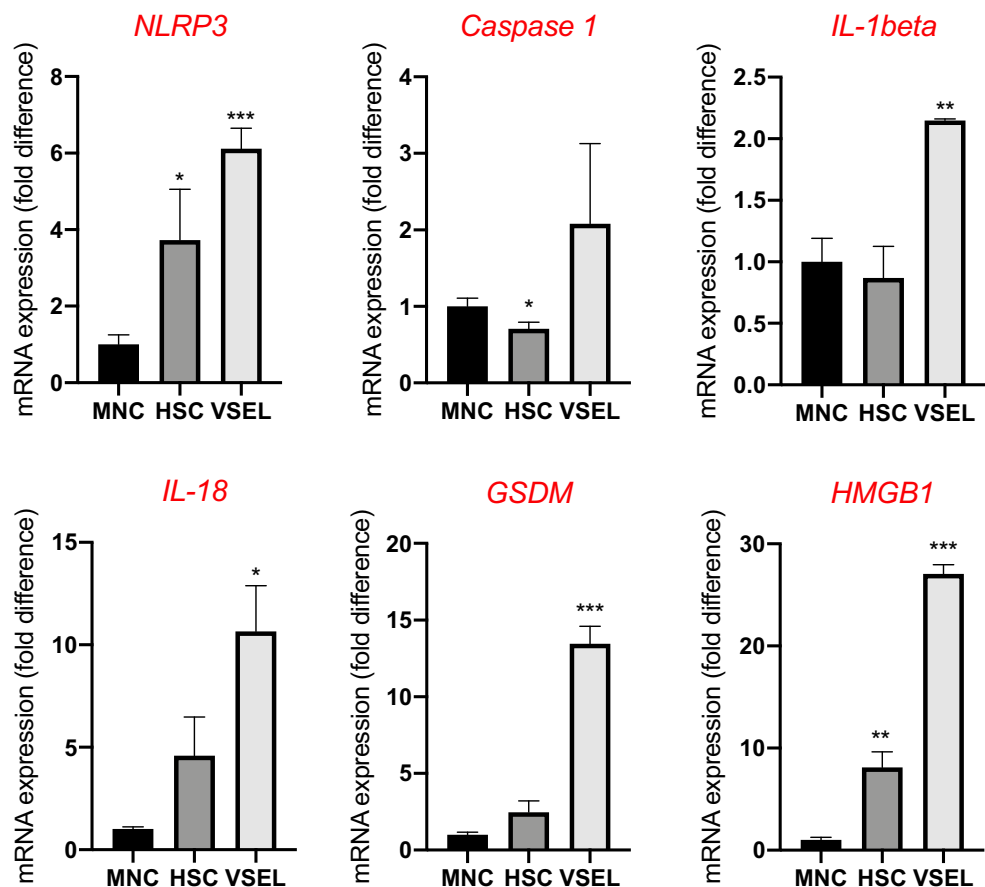 NLRP3
mRNA expression (fold difference)
8
6
4
2
0
*
***
MNC HSC VSEL
Caspase 1
mRNA expression (fold difference)
4
3
2
1
0
*
MNC HSC VSEL
IL-1beta
mRNA expression (fold difference)
2.5
2.0
1.5
1.0
0.5
0.0
**
MNC HSC VSEL
IL-18
mRNA expression (fold difference)
15
10
5
0
*
MNC HSC VSEL
GSDM
mRNA expression (fold difference)
20
15
10
5
0
***
MNC HSC VSEL
HMGB1
mRNA expression (fold difference)
30
20
10
0
**
***
MNC HSC VSEL